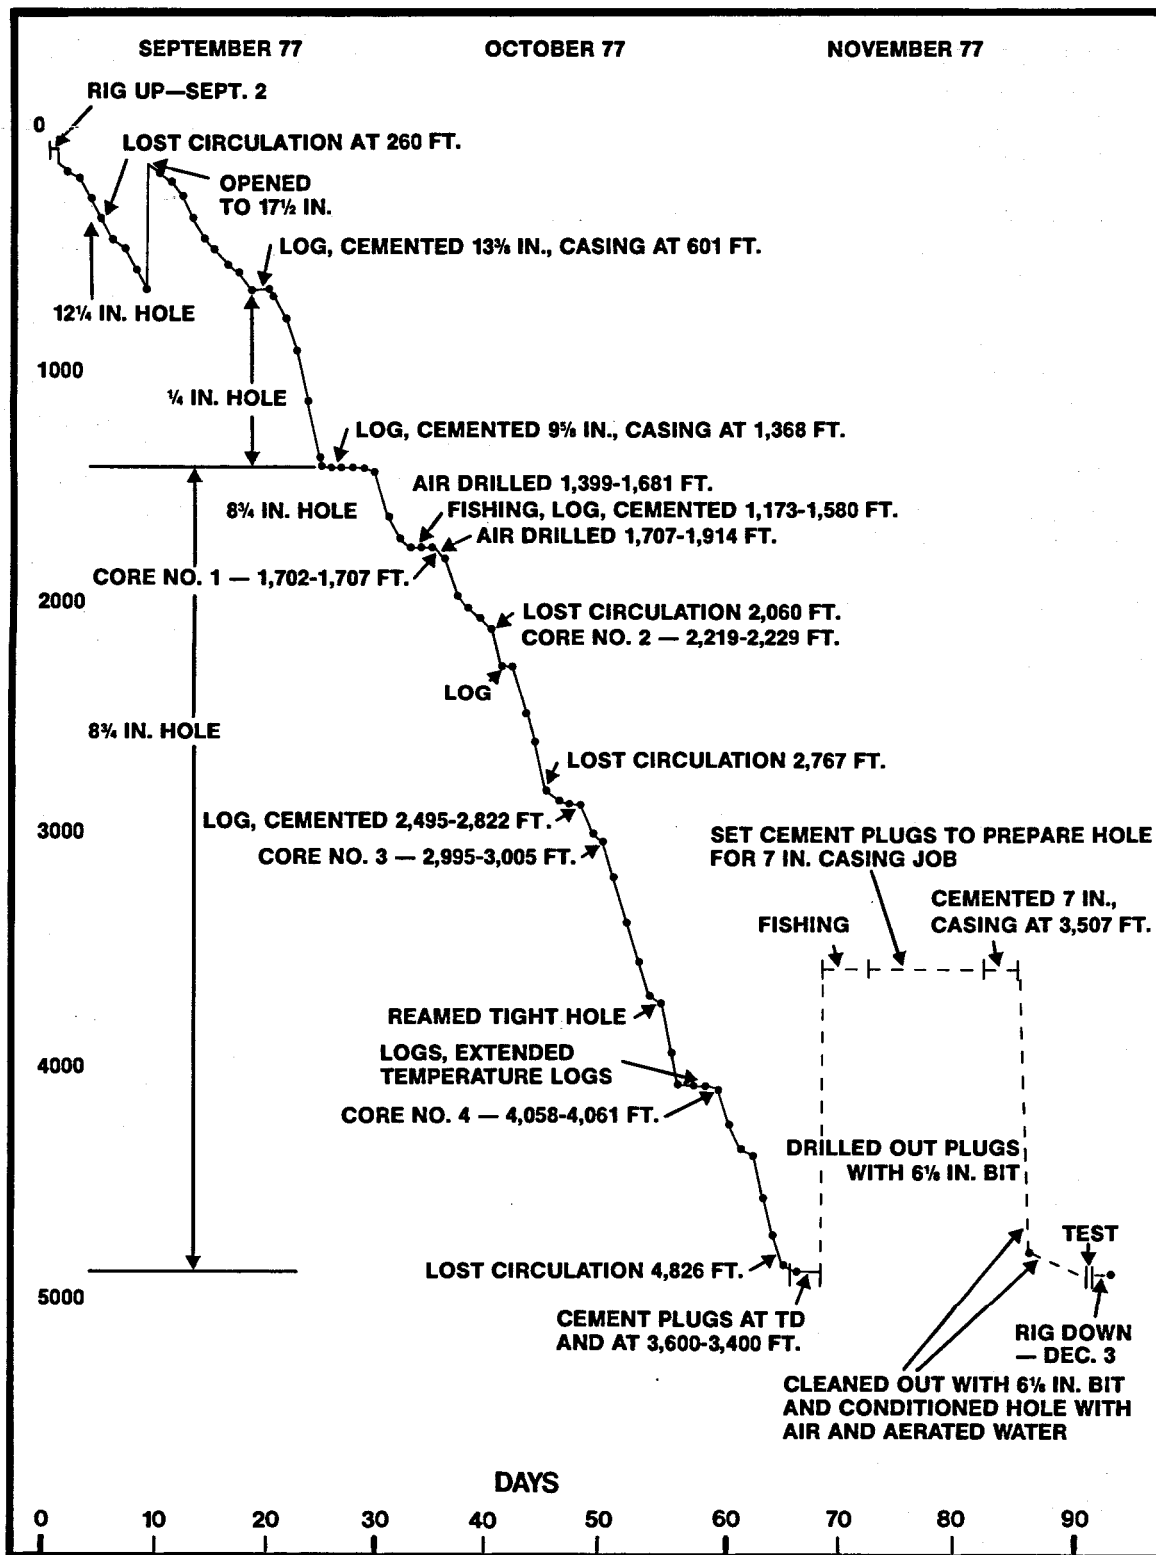 SEPTEMBER 77 OCTOBER 77 NOVEMBER 77
RIG UP—SEPT. 2
0
LOST CIRCULATION AT 260 FT.
OPENED
TO 17½ IN.
LOG, CEMENTED 13⅜ IN., CASING AT 601 FT.
12¼ IN. HOLE
1000
¼ IN. HOLE
LOG, CEMENTED 9⅝ IN., CASING AT 1,368 FT.
AIR DRILLED 1,399-1,681 FT.
8¾ IN. HOLE
FISHING, LOG, CEMENTED 1,173-1,580 FT.
AIR DRILLED 1,707-1,914 FT.
CORE NO. 1 — 1,702-1,707 FT.
2000
LOST CIRCULATION 2,060 FT.
CORE NO. 2 — 2,219-2,229 FT.
LOG
8¾ IN. HOLE
LOST CIRCULATION 2,767 FT.
LOG, CEMENTED 2,495-2,822 FT.
3000
CORE NO. 3 — 2,995-3,005 FT.
SET CEMENT PLUGS TO PREPARE HOLE
FOR 7 IN. CASING JOB
CEMENTED 7 IN.,
CASING AT 3,507 FT.
FISHING
REAMED TIGHT HOLE
LOGS, EXTENDED
TEMPERATURE LOGS
4000
CORE NO. 4 — 4,058-4,061 FT.
DRILLED OUT PLUGS
WITH 6⅛ IN. BIT
TEST
LOST CIRCULATION 4,826 FT.
5000
CEMENT PLUGS AT TD
AND AT 3,600-3,400 FT.
RIG DOWN
— DEC. 3
CLEANED OUT WITH 6⅛ IN. BIT
AND CONDITIONED HOLE WITH
AIR AND AERATED WATER
DAYS
0 10 20 30 40 50 60 70 80 90